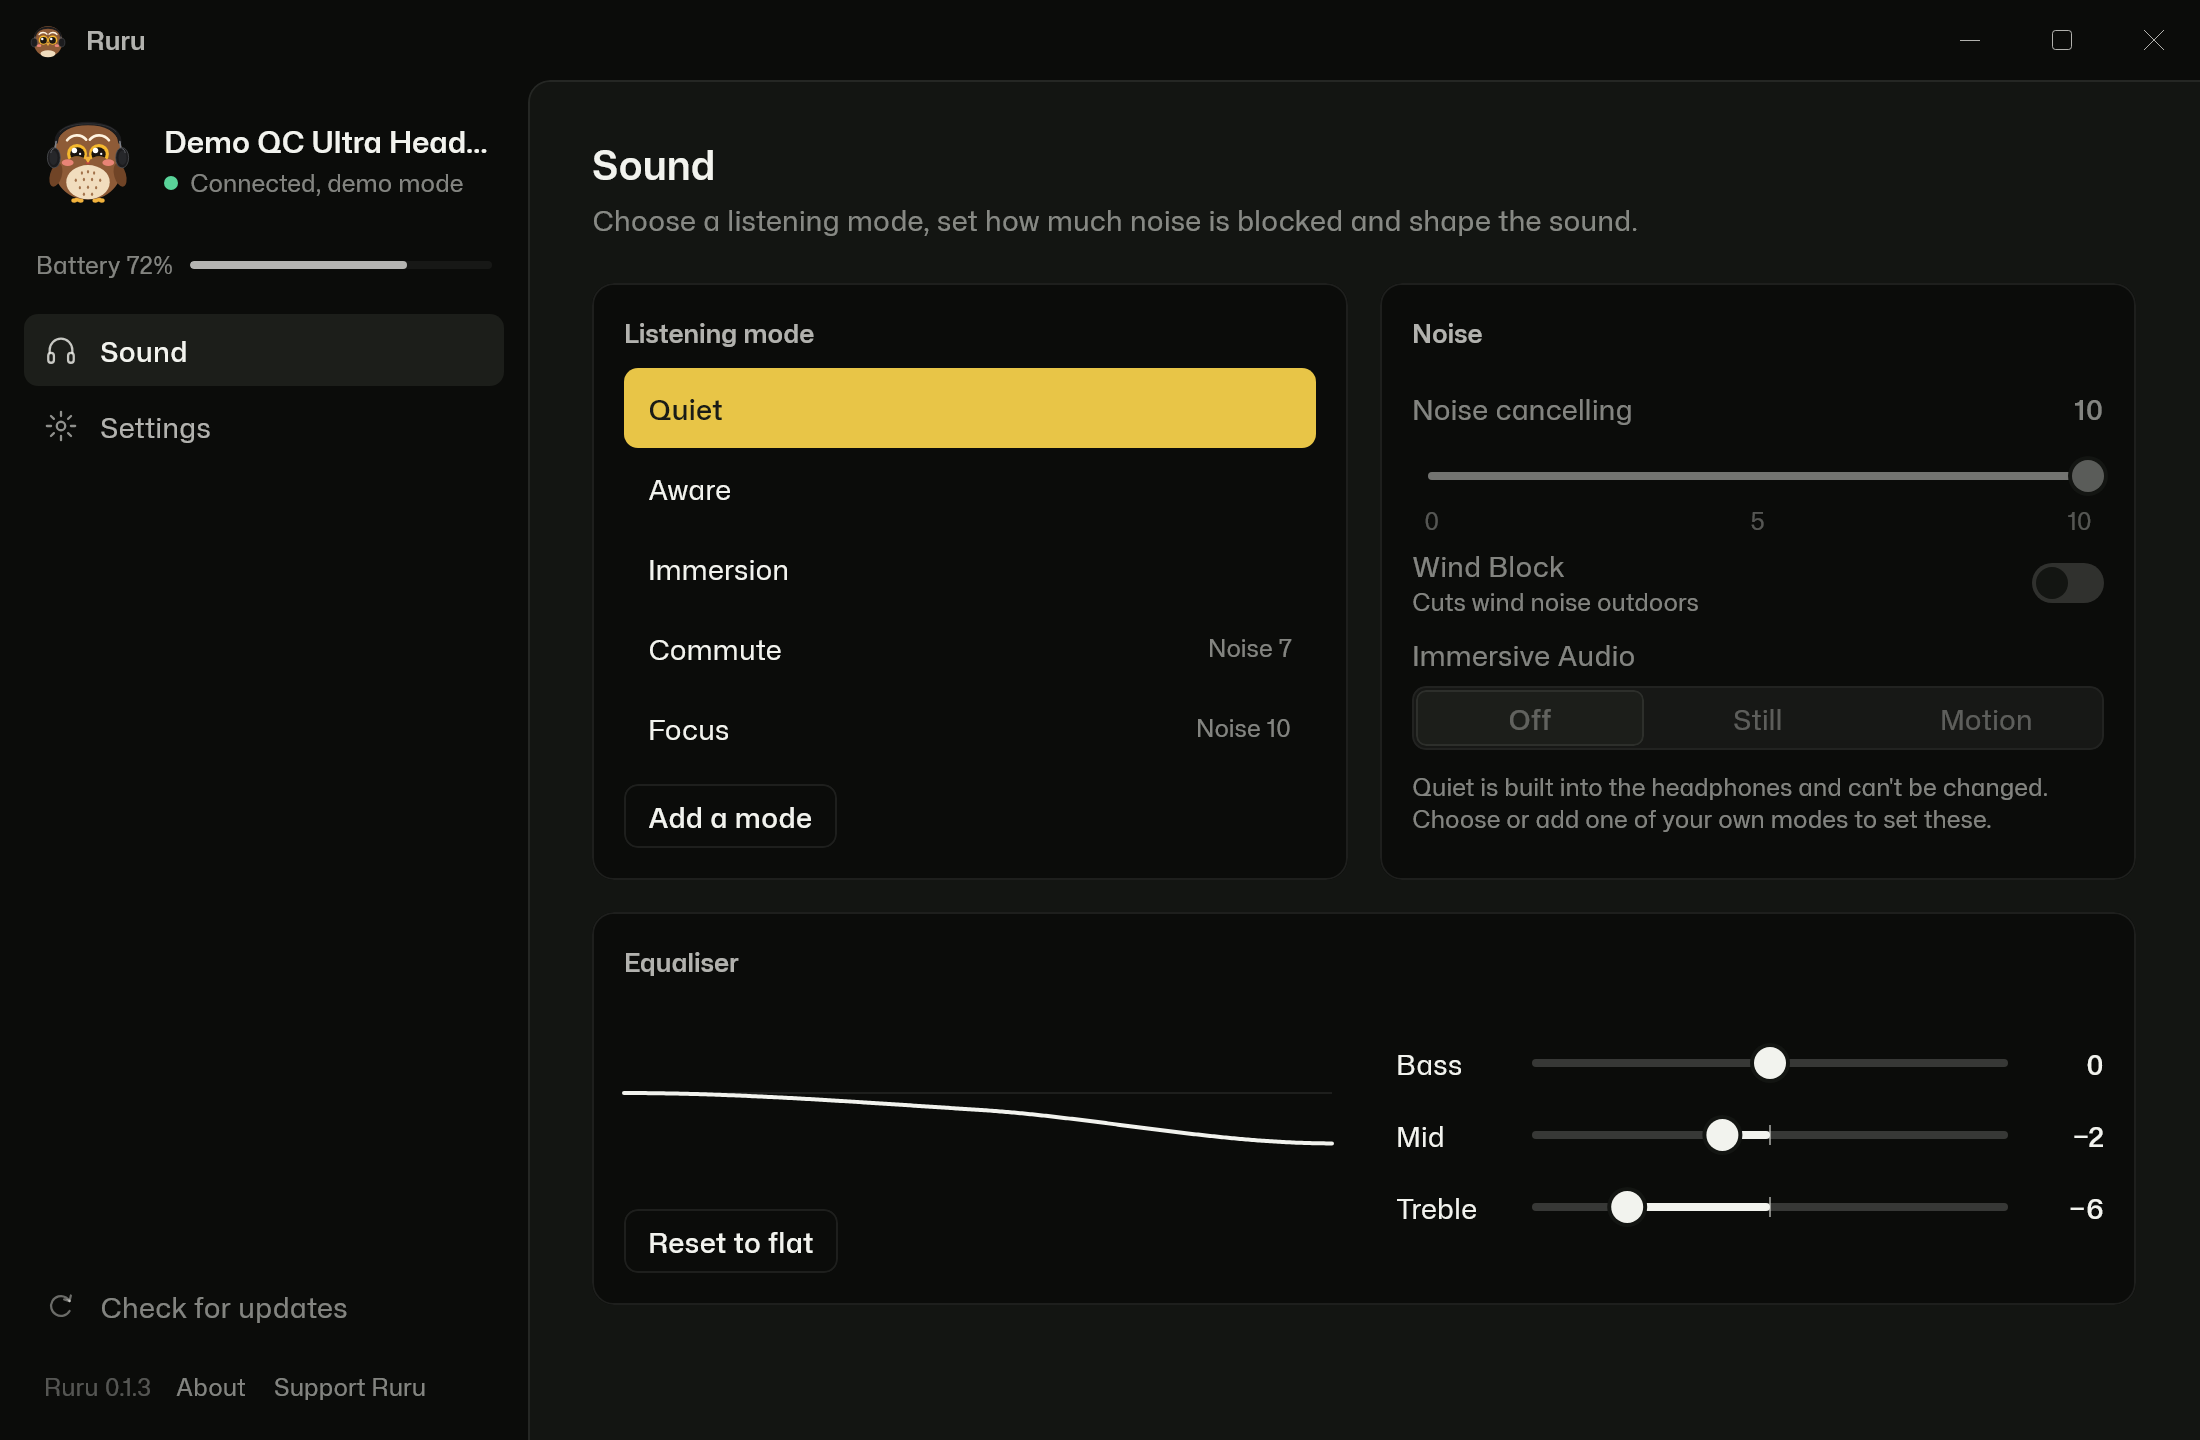 Ruru
Demo QC Ultra Head...
Connected, demo mode
Battery 72%
Sound
Settings
Check for updates
Ruru 0.1.3 About Support Ruru
Sound
Choose a listening mode, set how much noise is blocked and shape the sound.
Listening mode
Quiet
Aware
Immersion
Commute Noise 7
Focus Noise 10
Add a mode
Noise
Noise cancelling 10
0 5 10
Wind Block
Cuts wind noise outdoors
Immersive Audio
Off Still Motion
Quiet is built into the headphones and can't be changed.
Choose or add one of your own modes to set these.
Equaliser
Bass 0
Mid −2
Treble −6
Reset to flat